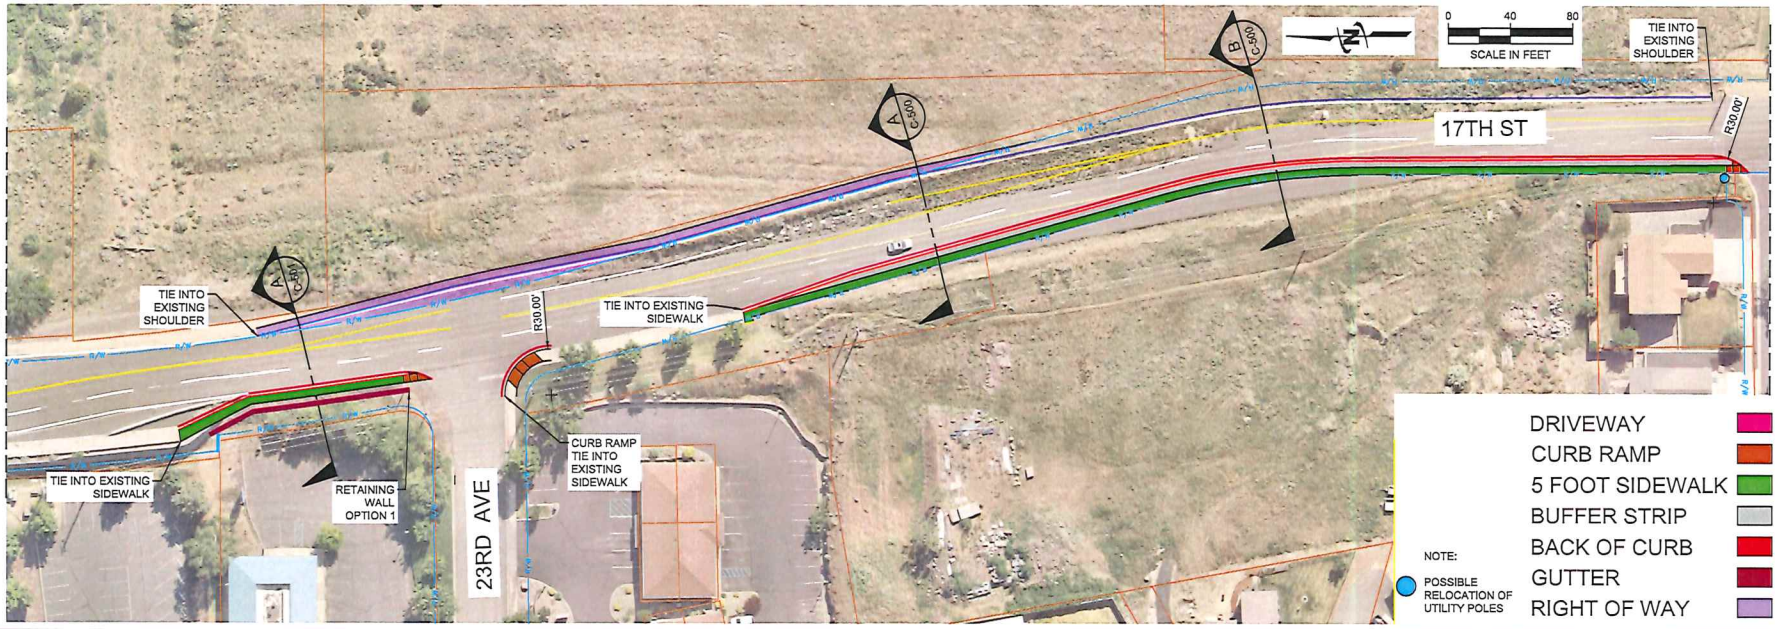 0 40 80
SCALE IN FEET
N
TIE INTO
EXISTING
SHOULDER
B
C-500
A
C-500
17TH ST
R30.00'
A
C-501
TIE INTO
EXISTING
SHOULDER
R30.00'
TIE INTO EXISTING
SIDEWALK
TIE INTO EXISTING
SIDEWALK
RETAINING
WALL
OPTION 1
23RD AVE
CURB RAMP
TIE INTO
EXISTING
SIDEWALK
R/W
DRIVEWAY
CURB RAMP
5 FOOT SIDEWALK
BUFFER STRIP
BACK OF CURB
GUTTER
RIGHT OF WAY
NOTE:
POSSIBLE
RELOCATION OF
UTILITY POLES